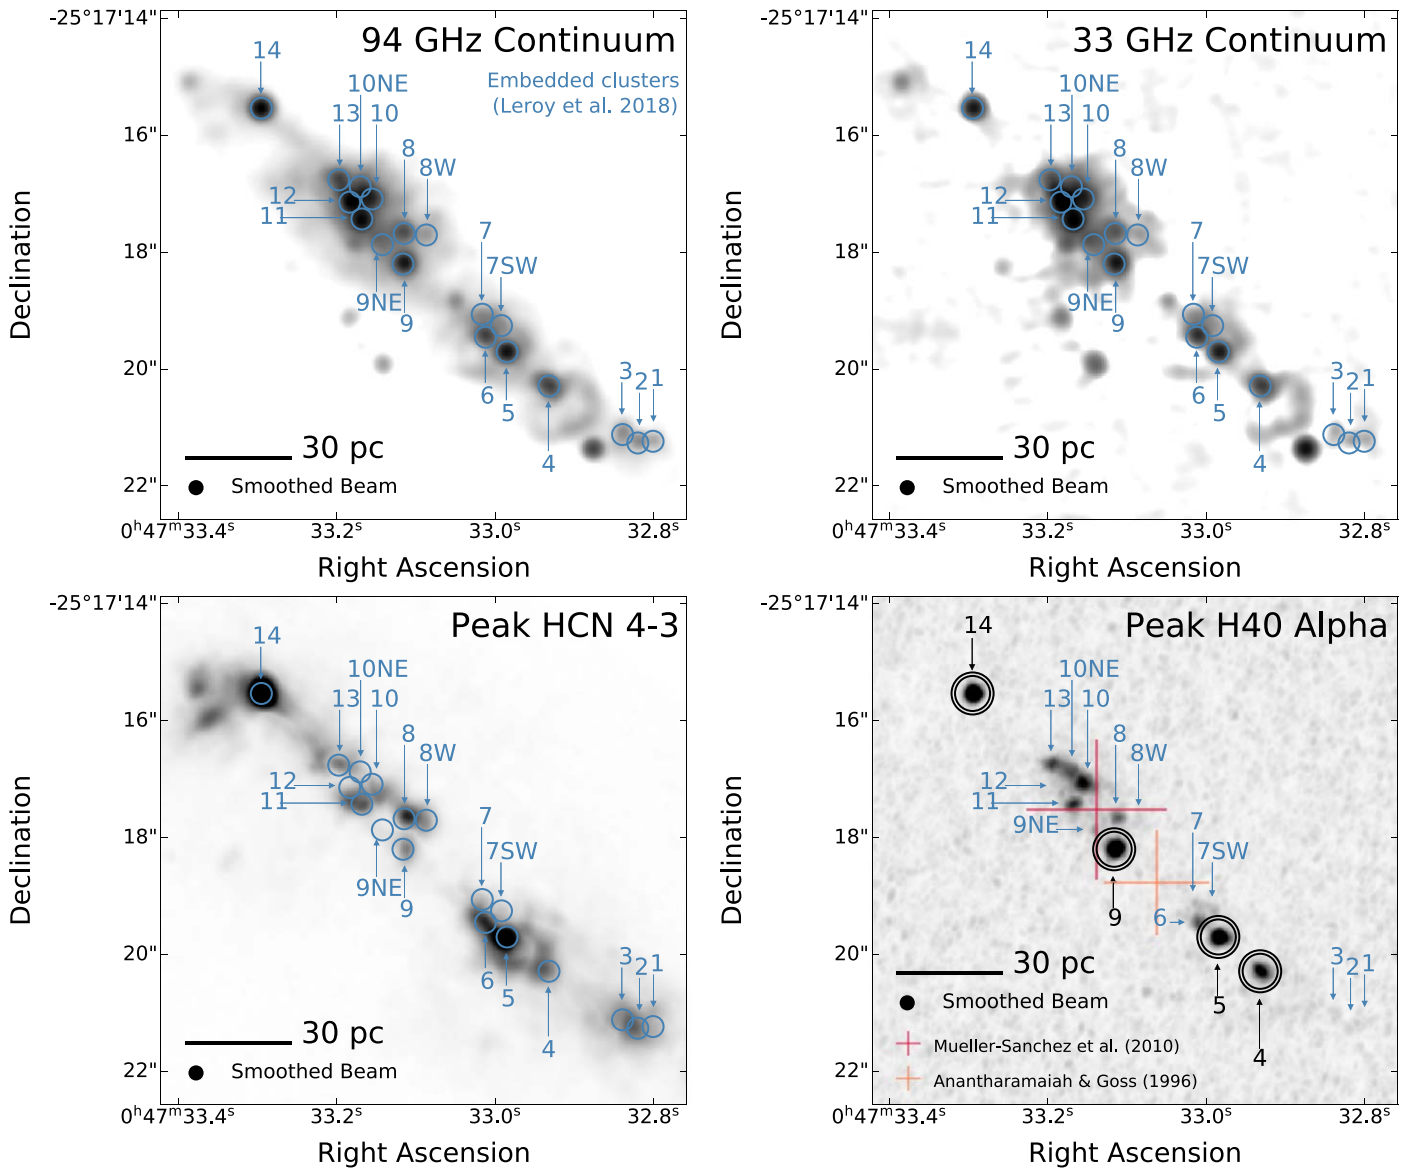 94 GHz Continuum
Embedded clusters
(Leroy et al. 2018)
14
10NE
13
10
8
8W
12
11
7
7SW
9NE
9
3
2
1
6
5
4
30 pc
Smoothed Beam
-25°17'14"
16"
18"
20"
22"
Declination
0h47m33.4s
33.2s
33.0s
32.8s
Right Ascension
33 GHz Continuum
14
10NE
13
10
8
8W
12
11
7
7SW
9NE
9
3
2
1
6
5
4
30 pc
Smoothed Beam
-25°17'14"
16"
18"
20"
22"
Declination
0h47m33.4s
33.2s
33.0s
32.8s
Right Ascension
Peak HCN 4-3
14
10NE
13
10
8
8W
12
11
7
7SW
9NE
9
3
2
1
6
5
4
30 pc
Smoothed Beam
-25°17'14"
16"
18"
20"
22"
Declination
0h47m33.4s
33.2s
33.0s
32.8s
Right Ascension
Peak H40 Alpha
14
10NE
13
10
8
8W
12
11
9NE
7
7SW
9
6
3
2
1
5
4
30 pc
Smoothed Beam
Mueller-Sanchez et al. (2010)
Anantharamaiah & Goss (1996)
-25°17'14"
16"
18"
20"
22"
Declination
0h47m33.4s
33.2s
33.0s
32.8s
Right Ascension